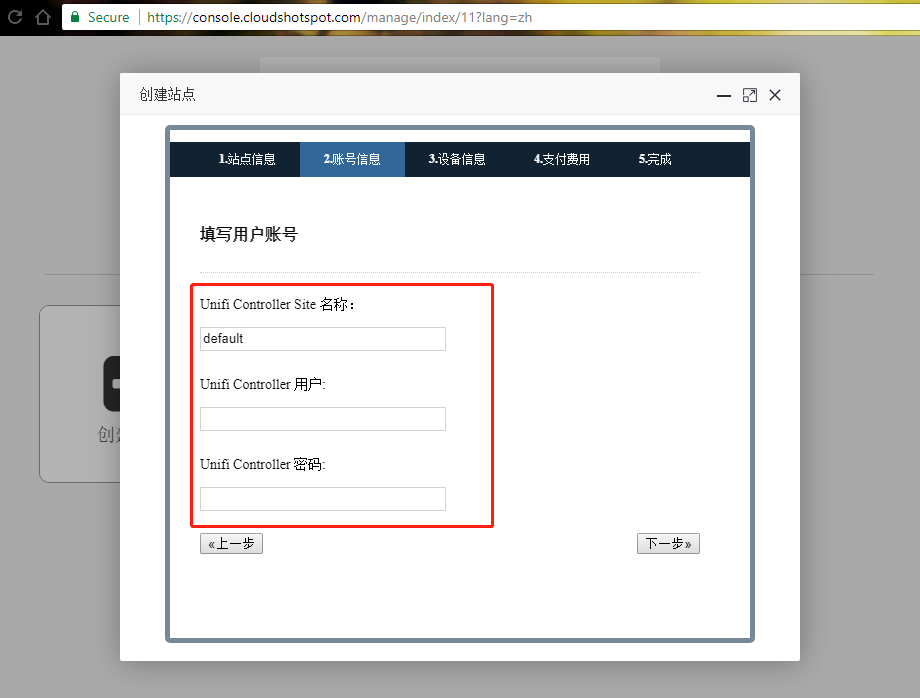 Secure | https://console.cloudshotspot.com/manage/index/11?lang=zh
创建站点
1.站点信息 2.账号信息 3.设备信息 4.支付费用 5.完成
填写用户账号
Unifi Controller Site 名称：
default
Unifi Controller 用户:
Unifi Controller 密码:
«上一步 下一步»
创建